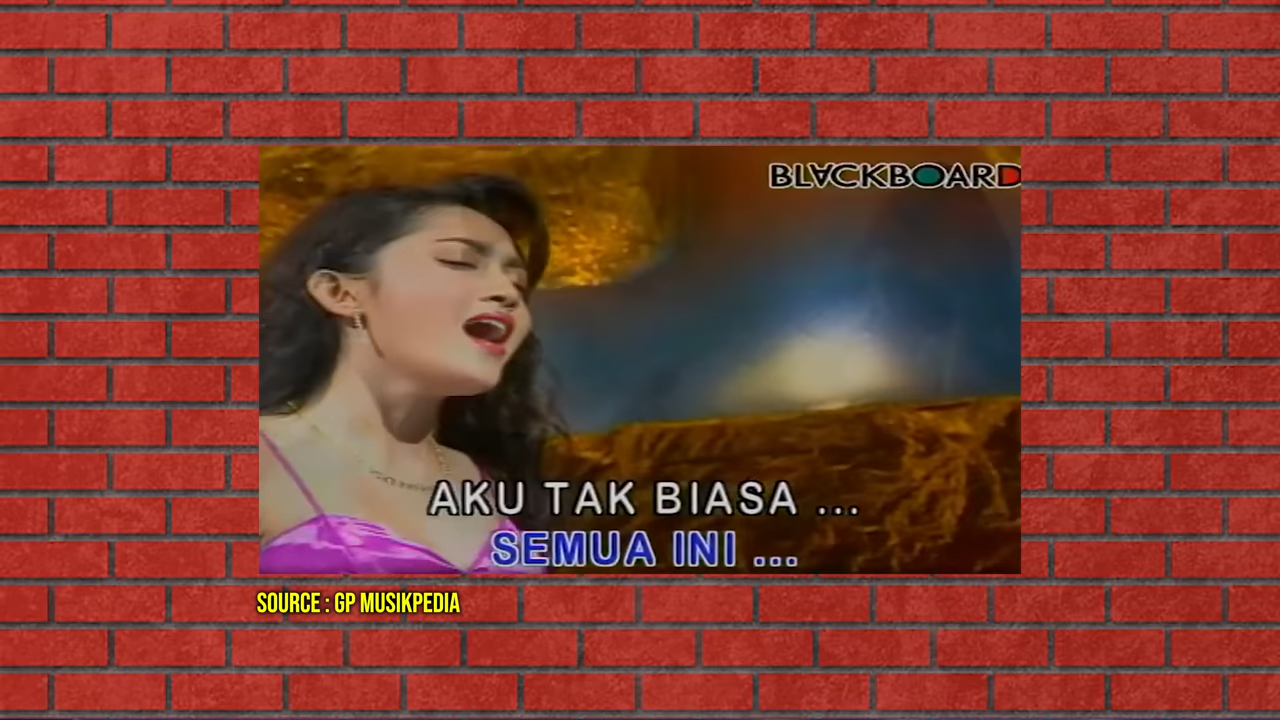 BLACKBOARD
AKU TAK BIASA ...
SEMUA INI ...
SOURCE : GP MUSIKPEDIA